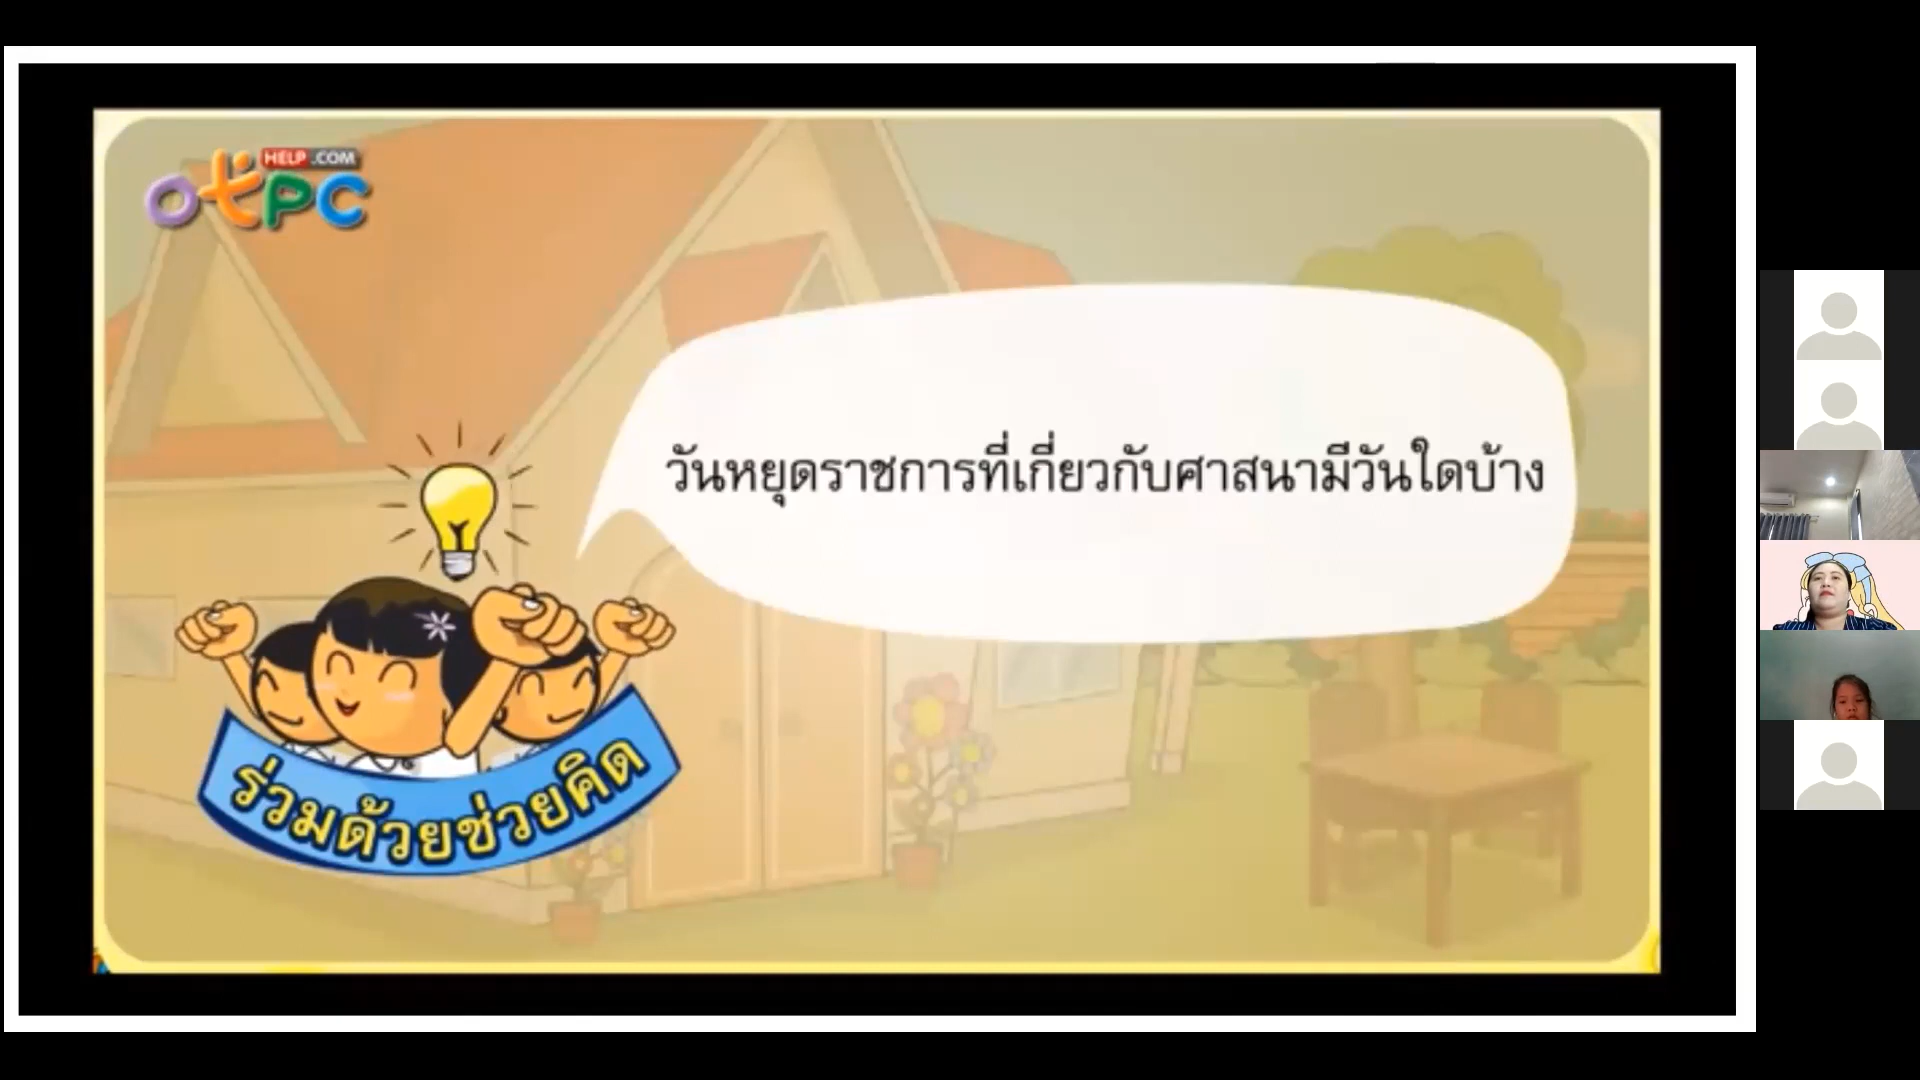 HELP.COM
OTPC
วันหยุดราชการที่เกี่ยวกับศาสนามีวันใดบ้าง
ร่วมด้วยช่วยคิด